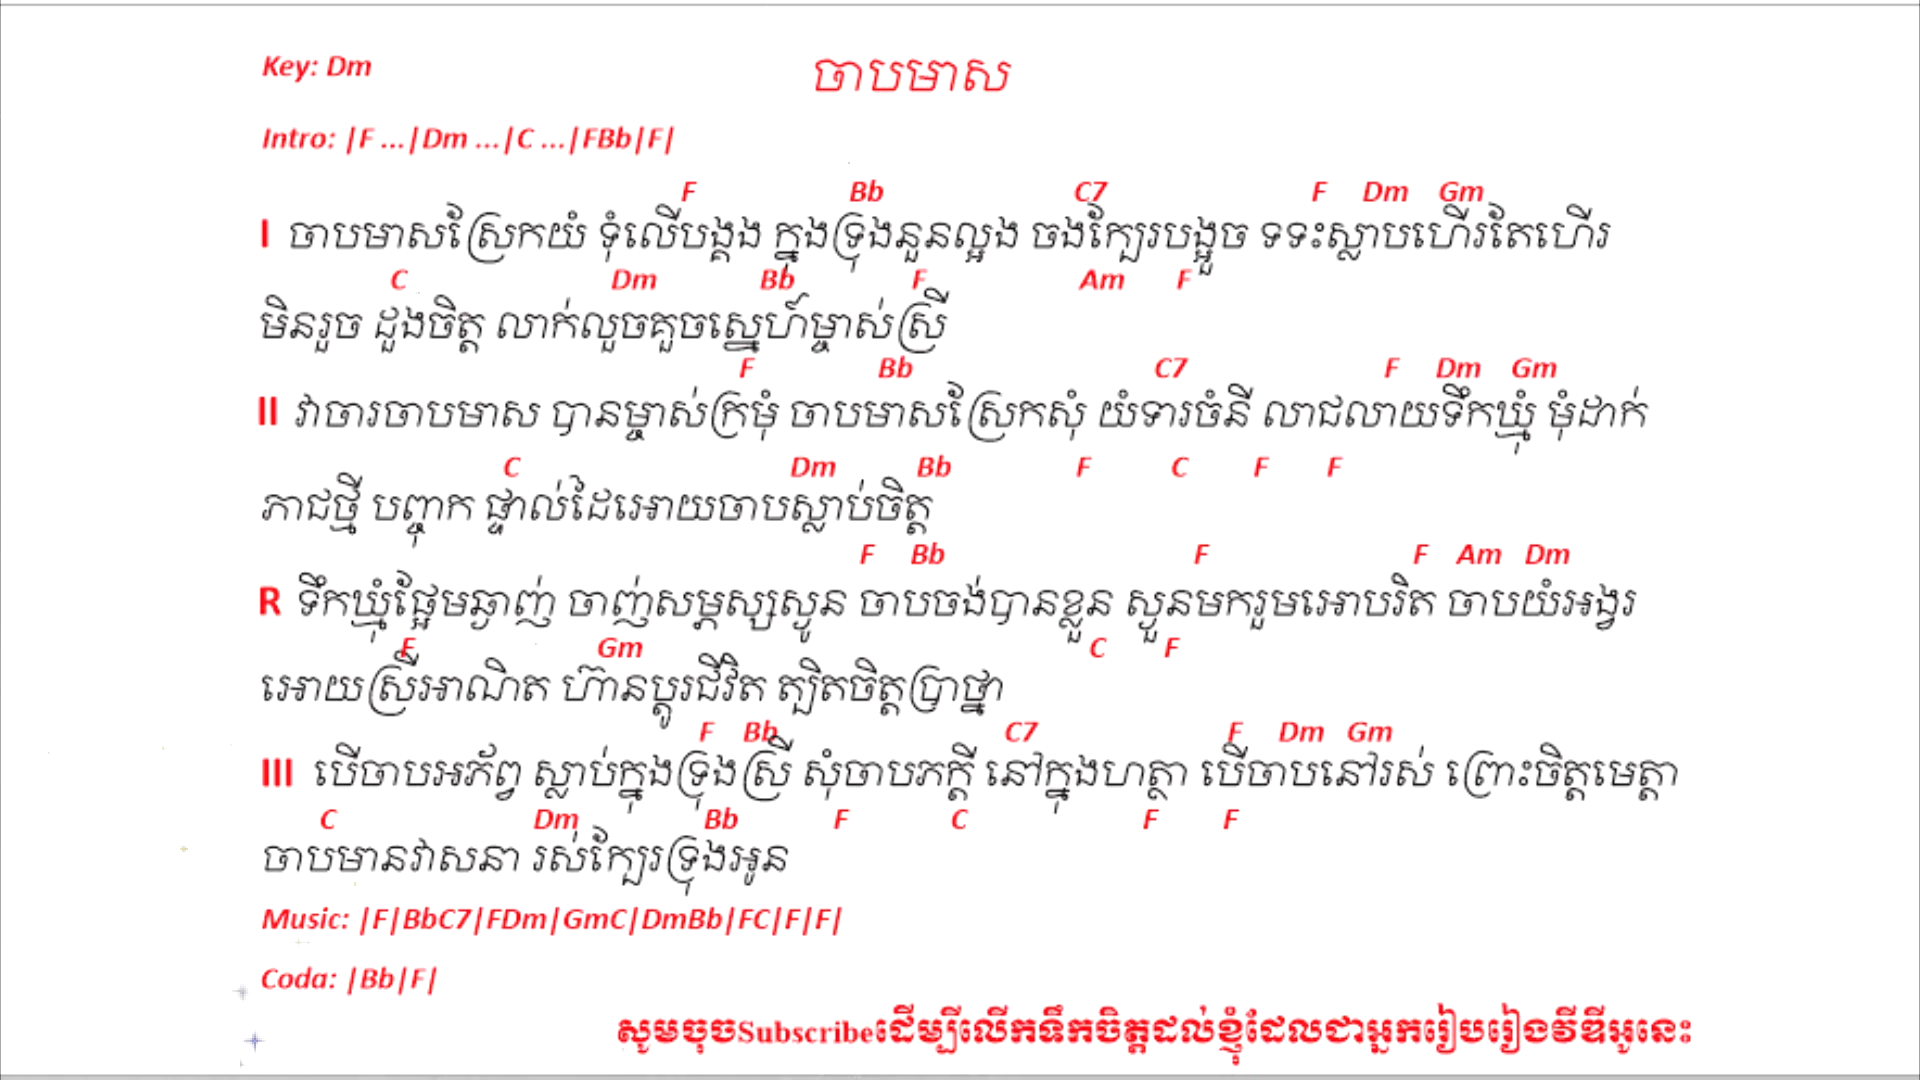 Key: Dm ចាបមាស
Intro: |F ...|Dm ...|C ...|FBb|F|
F Bb C7 F Dm Gm
I ចាបមាសស្រែកយំ ទុំលើបង្គង ក្នុងទ្រុងនួនល្អង ចងក្បែរបង្អួច ទទះស្លាបហើរតែហើរ
C Dm Bb F Am F
មិនរួច ដួងចិត្ត លាក់លួចគួចស្នេហ៍ម្ចាស់ស្រី
F Bb C7 F Dm Gm
II វាចារចាបមាស បានម្ចាស់ក្រមុំ ចាបមាសស្រែកសុំ យំទារចំនី លាជលាយទឹកឃ្មុំ មុំដាក់
C Dm Bb F C F F
ភាជថ្មី បញ្ចុក ផ្ទាល់ដៃអោយចាបស្លាប់ចិត្ត
F Bb F F Am Dm
R ទឹកឃ្មុំផ្អែមឆ្ងាញ់ ចាញ់សម្ភស្សស្ងួន ចាបចង់បានខ្លួន ស្ងួនមករួមអោបរិត ចាបយំអង្វរ
F Gm C F
អោយស្រីអាណិត ហ៊ានប្ដូរជីវិត ត្បិតចិត្តប្រាថ្នា
F Bb C7 F Dm Gm
III បើចាបអភ័ព្វ ស្លាប់ក្នុងទ្រុងស្រី សុំចាបភក្ដី នៅក្នុងហត្ថា បើចាបនៅរស់ ព្រោះចិត្តមេត្តា
C Dm Bb F C F F
ចាបមានវាសនា រស់ក្បែរទ្រុងអូន
Music: |F|BbC7|FDm|GmC|DmBb|FC|F|F|
Coda: |Bb|F|
សូមចុចSubscribeដើម្បីលើកទឹកចិត្តដល់ខ្ញុំដែលជាអ្នករៀបរៀងវីឌីអូនេះ